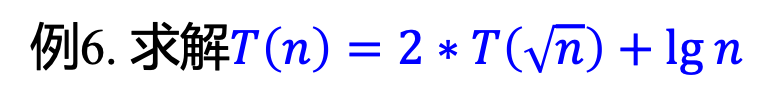 例6. 求解T(n) = 2 * T(√n) + lg n